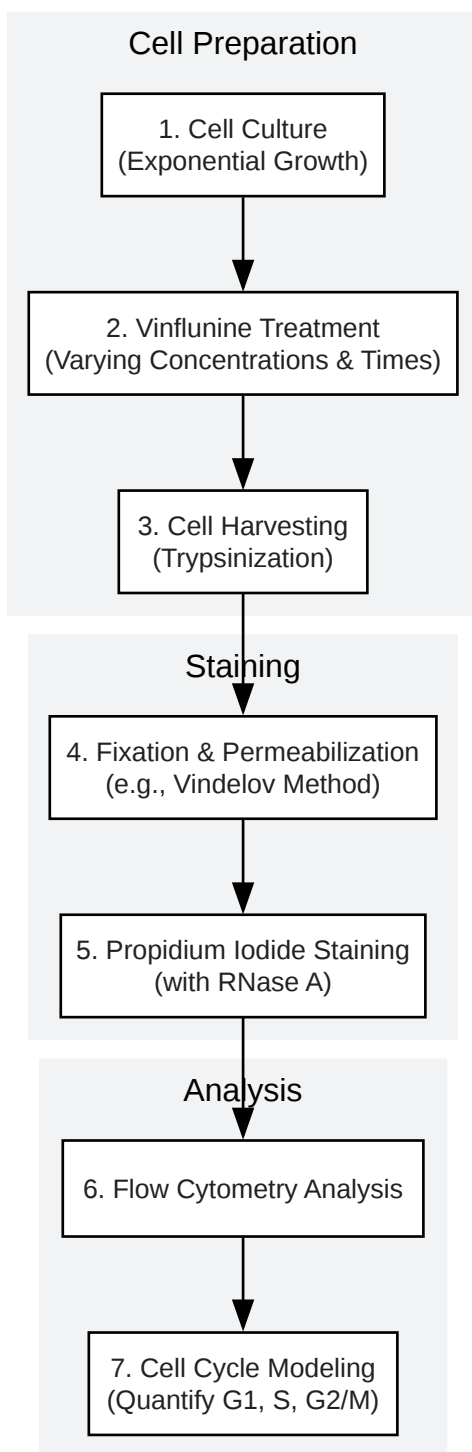 Cell Preparation
1. Cell Culture
(Exponential Growth)
2. Vinflunine Treatment
(Varying Concentrations & Times)
3. Cell Harvesting
(Trypsinization)
Staining
4. Fixation & Permeabilization
(e.g., Vindelov Method)
5. Propidium Iodide Staining
(with RNase A)
Analysis
6. Flow Cytometry Analysis
7. Cell Cycle Modeling
(Quantify G1, S, G2/M)